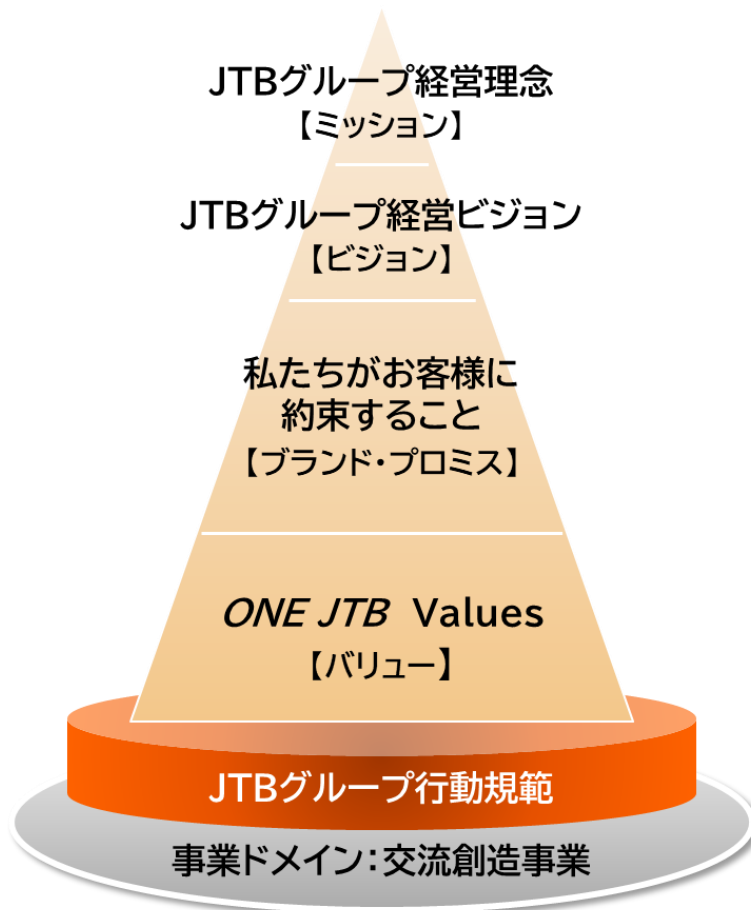 JTBグループ経営理念
【ミッション】
JTBグループ経営ビジョン
【ビジョン】
私たちがお客様に
約束すること
【ブランド・プロミス】
ONE JTB Values
【バリュー】
JTBグループ行動規範
事業ドメイン：交流創造事業